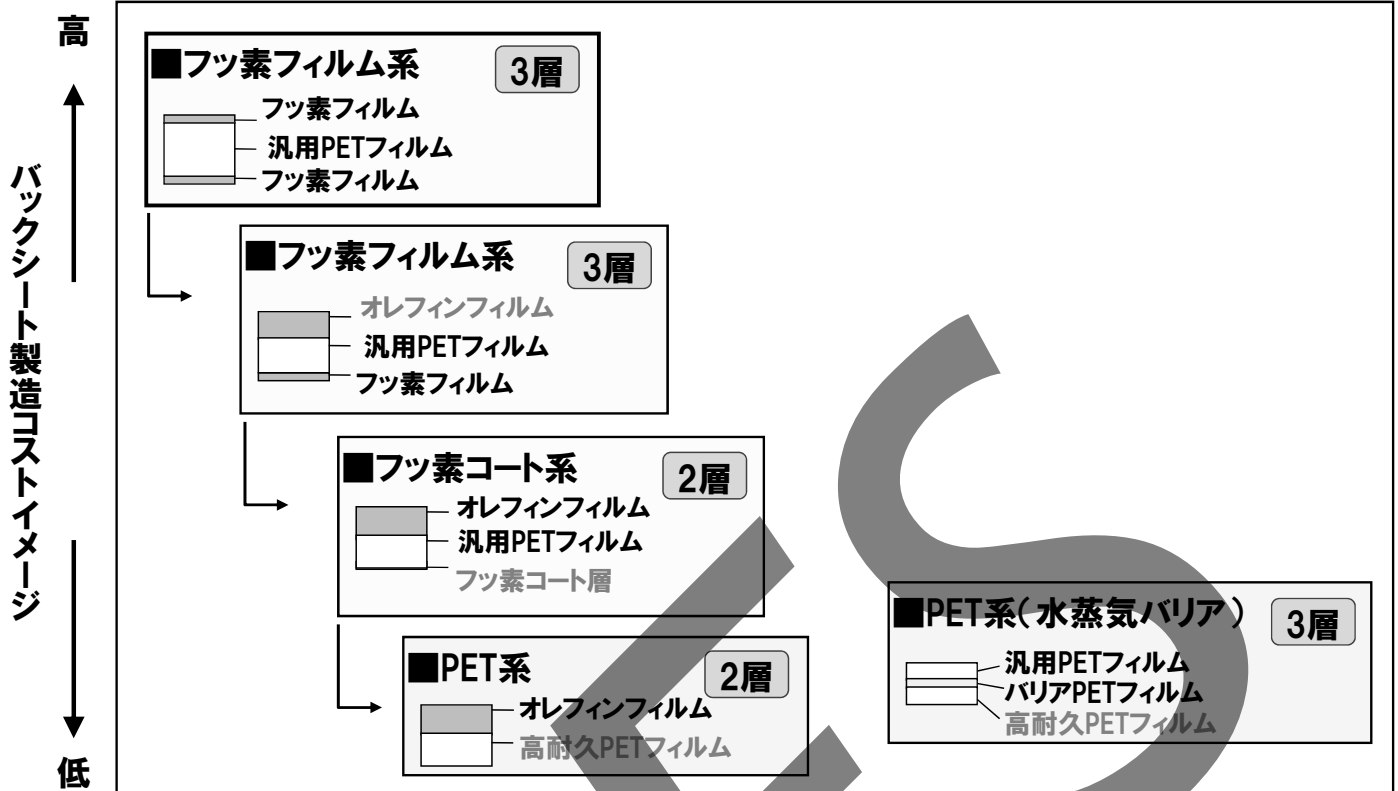 高
バックシート製造コストイメージ
低
■フッ素フィルム系
3層
フッ素フィルム
汎用PETフィルム
フッ素フィルム
■フッ素フィルム系
3層
オレフィンフィルム
汎用PETフィルム
フッ素フィルム
■フッ素コート系
2層
オレフィンフィルム
汎用PETフィルム
フッ素コート層
■PET系
2層
オレフィンフィルム
高耐久PETフィルム
■PET系(水蒸気バリア)
3層
汎用PETフィルム
バリアPETフィルム
高耐久PETフィルム